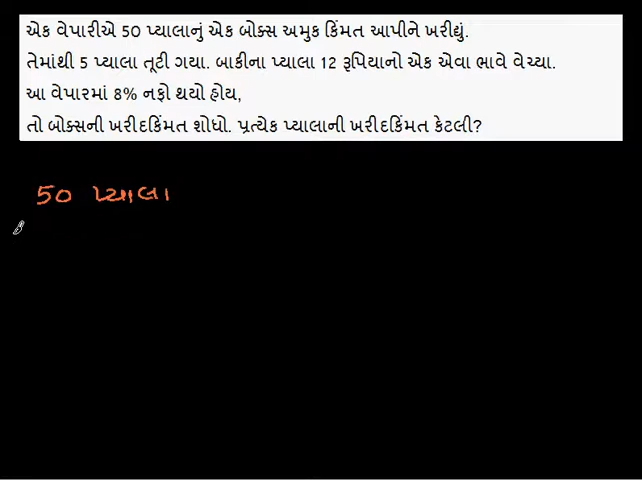 એક વેપારીએ 50 પ્યાલાનું એક બોક્સ અમુક કિંમત આપીને ખરીદ્યું.
તેમાંથી 5 પ્યાલા તૂટી ગયા. બાકીના પ્યાલા 12 રૂપિયાનો એક એવા ભાવે વેચ્યા.
આ વેપારમાં 8% નફો થયો હોય,
તો બોક્સની ખરીદકિંમત શોધો. પ્રત્યેક પ્યાલાની ખરીદકિંમત કેટલી?
50 પ્યાલા